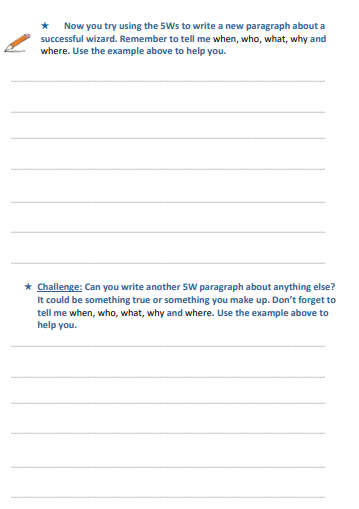 ★ Now you try using the 5Ws to write a new paragraph about a
successful wizard. Remember to tell me when, who, what, why and
where. Use the example above to help you.
★ Challenge: Can you write another 5W paragraph about anything else?
It could be something true or something you make up. Don't forget to
tell me when, who, what, why and where. Use the example above to
help you.